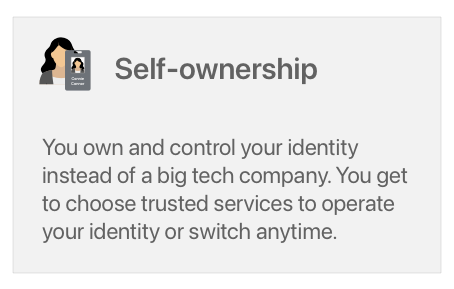 Self-ownership
You own and control your identity
instead of a big tech company. You get
to choose trusted services to operate
your identity or switch anytime.